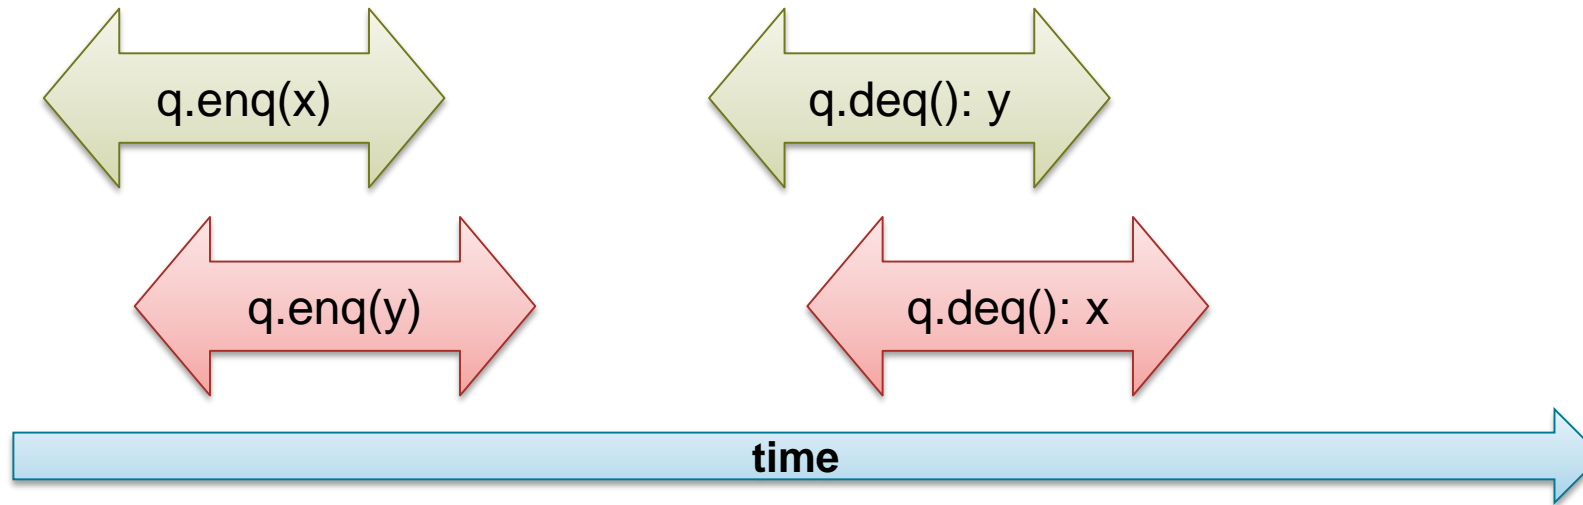 q.enq(x)
q.deq(): y
q.enq(y)
q.deq(): x
time